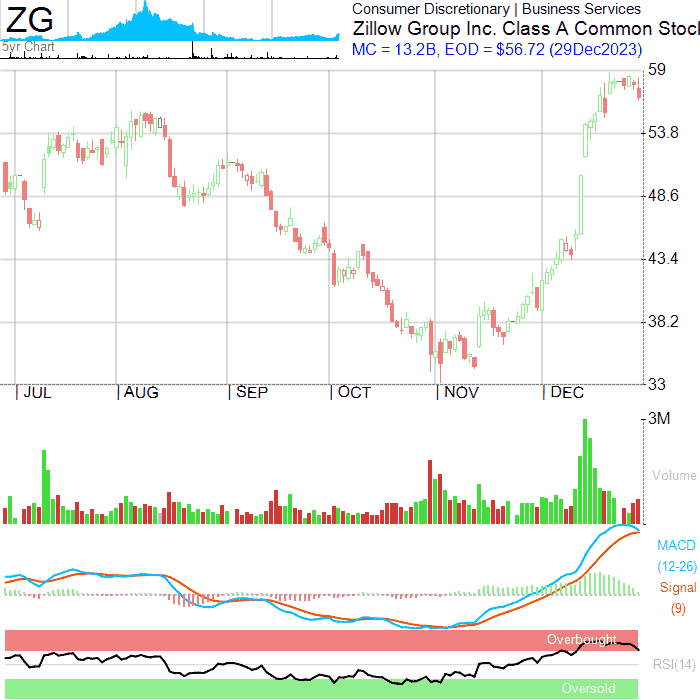 ZG
5yr Chart
Consumer Discretionary | Business Services
Zillow Group Inc. Class A Common Stoc
MC = 13.2B, EOD = $56.72 (29Dec2023)
59
53.8
48.6
43.4
38.2
33
JUL AUG SEP OCT NOV DEC
3M
Volume
MACD
(12-26)
Signal
(9)
Overbought
RSI(14)
Oversold